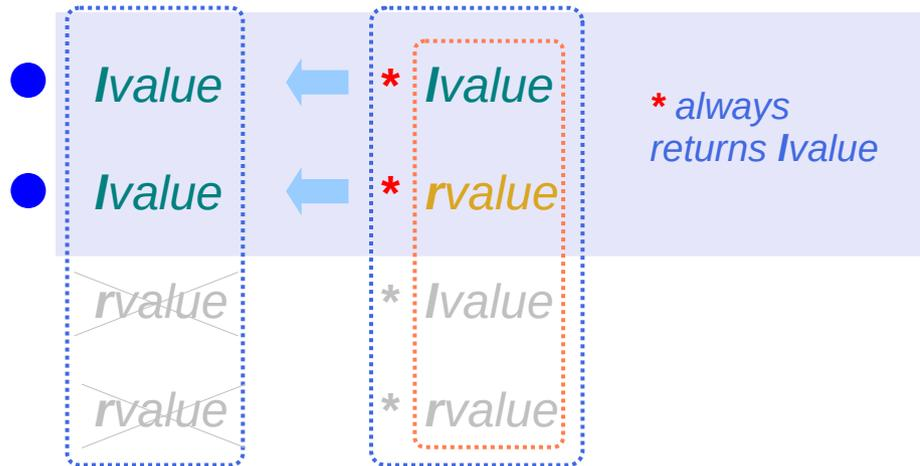 lvalue * lvalue
* always
returns lvalue
lvalue * rvalue
rvalue * lvalue
rvalue * rvalue